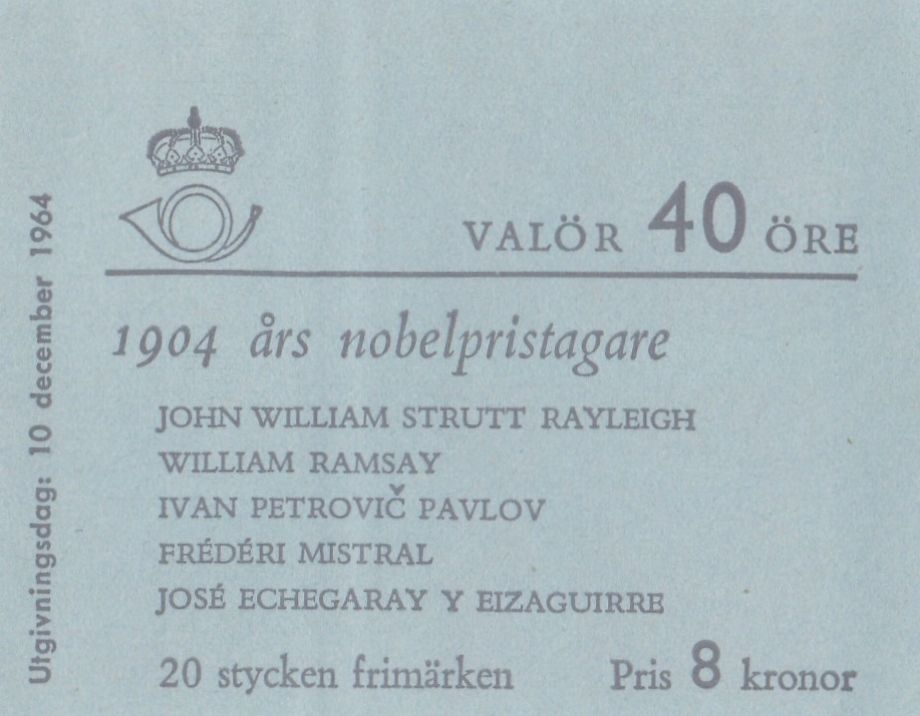 Utgivningsdag: 10 december 1964
VALÖR 40 ÖRE
1904 års nobelpristagare
JOHN WILLIAM STRUTT RAYLEIGH
WILLIAM RAMSAY
IVAN PETROVIČ PAVLOV
FRÉDÉRI MISTRAL
JOSÉ ECHEGARAY Y EIZAGUIRRE
20 stycken frimärken Pris 8 kronor